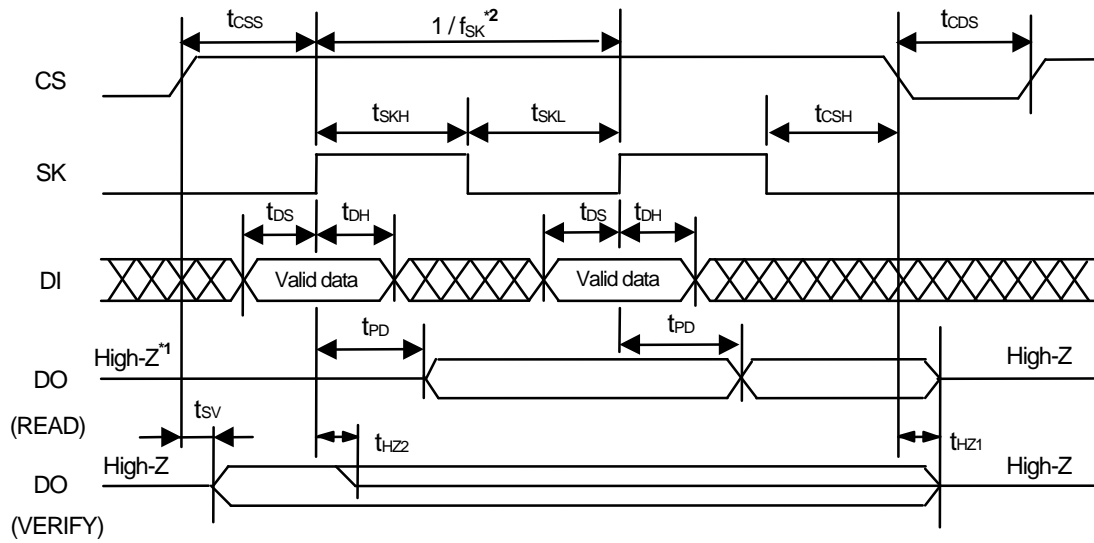 tCSS
1 / fSK*2
tCDS
CS
tSKH
tSKL
tCSH
SK
tDS
tDH
tDS
tDH
DI
Valid data
Valid data
tPD
tPD
High-Z*1
High-Z
DO
(READ)
tSV
tHZ2
tHZ1
High-Z
High-Z
DO
(VERIFY)